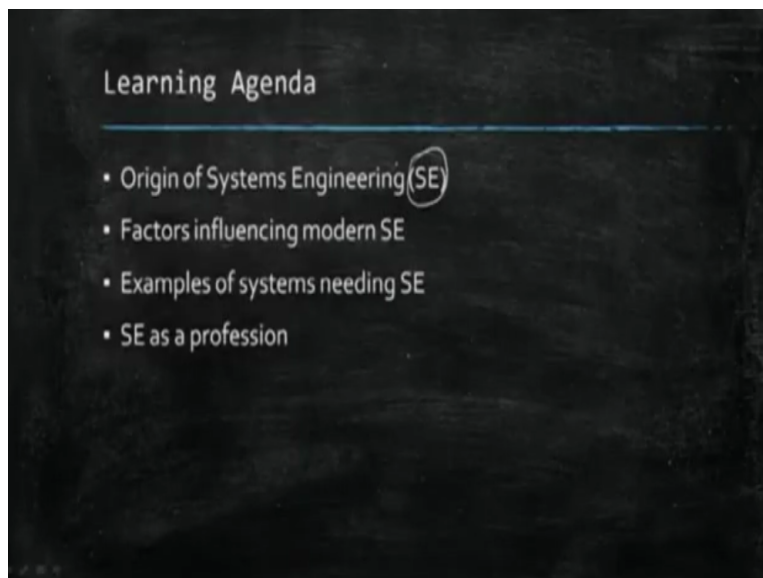 Learning Agenda
▪ Origin of Systems Engineering (SE)
▪ Factors influencing modern SE
▪ Examples of systems needing SE
▪ SE as a profession